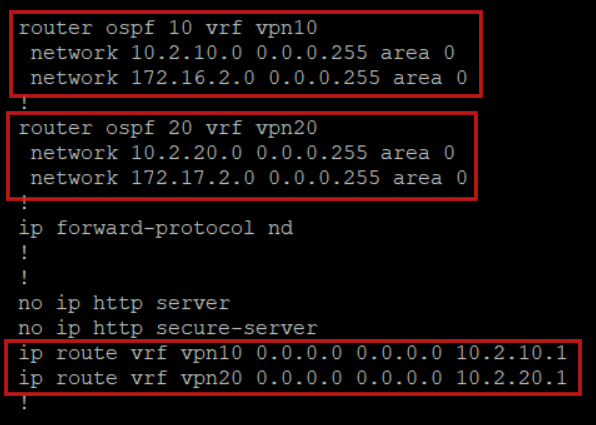 router ospf 10 vrf vpn10
network 10.2.10.0 0.0.0.255 area 0
network 172.16.2.0 0.0.0.255 area 0
!
router ospf 20 vrf vpn20
network 10.2.20.0 0.0.0.255 area 0
network 172.17.2.0 0.0.0.255 area 0
!
ip forward-protocol nd
!
!
no ip http server
no ip http secure-server
ip route vrf vpn10 0.0.0.0 0.0.0.0 10.2.10.1
ip route vrf vpn20 0.0.0.0 0.0.0.0 10.2.20.1
!